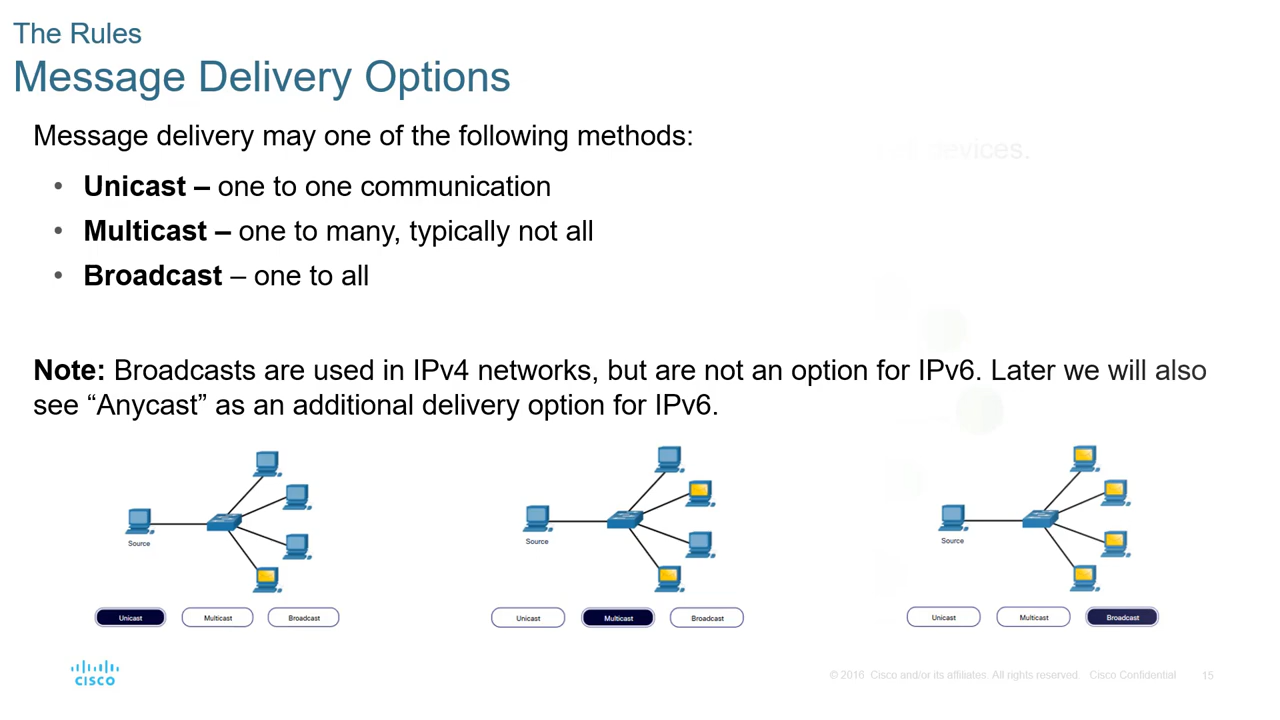 The Rules
Message Delivery Options
Message delivery may one of the following methods:
• Unicast – one to one communication
• Multicast – one to many, typically not all
• Broadcast – one to all
Note: Broadcasts are used in IPv4 networks, but are not an option for IPv6. Later we will also
see “Anycast” as an additional delivery option for IPv6.
Source
Unicast Multicast Broadcast
Source
Unicast Multicast Broadcast
Source
Unicast Multicast Broadcast
CISCO
© 2016 Cisco and/or its affiliates. All rights reserved. Cisco Confidential 15
devices.